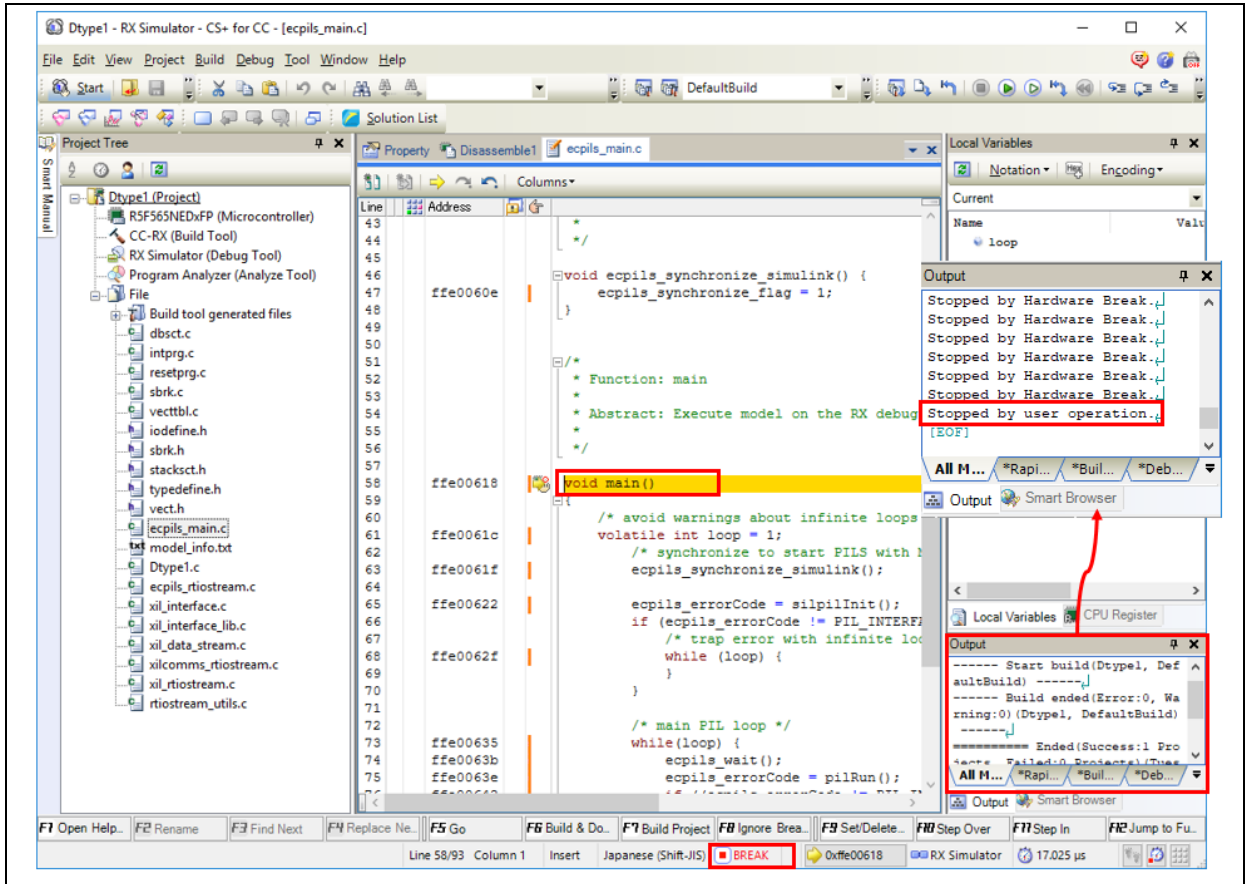 Dtype1 - RX Simulator - CS+ for CC - [ecpils_main.c]
File Edit View Project Build Debug Tool Window Help
Start DefaultBuild
Solution List
Smart Manual
Project Tree
Dtype1 (Project)
R5F565NEDxFP (Microcontroller)
CC-RX (Build Tool)
RX Simulator (Debug Tool)
Program Analyzer (Analyze Tool)
File
Build tool generated files
dbsct.c
intprg.c
resetprg.c
sbrk.c
vecttbl.c
iodefine.h
sbrk.h
stacksct.h
typedefine.h
vect.h
ecpils_main.c
model_info.txt
Dtype1.c
ecpils_rtiostream.c
xil_interface.c
xil_interface_lib.c
xil_data_stream.c
xilcomms_rtiostream.c
xil_rtiostream.c
rtiostream_utils.c
Property Disassemble1 ecpils_main.c
Columns
Line Address
43 *
44 */
45
46 void ecpils_synchronize_simulink() {
47 ffe0060e ecpils_synchronize_flag = 1;
48 }
49
50
51 /*
52 * Function: main
53 *
54 * Abstract: Execute model on the RX debug
55 *
56 */
57
58 ffe00618 void main()
59 {
60 /* avoid warnings about infinite loops
61 ffe0061c volatile int loop = 1;
62 /* synchronize to start PILS with M
63 ffe0061f ecpils_synchronize_simulink();
64
65 ffe00622 ecpils_errorCode = silpilInit();
66 if (ecpils_errorCode != PIL_INTERF
67 /* trap error with infinite loo
68 ffe0062f while (loop) {
69 }
70 }
71
72 /* main PIL loop */
73 ffe00635 while(loop) {
74 ffe0063b ecpils_wait();
75 ffe0063e ecpils_errorCode = pilRun();
Local Variables
Notation Hex Encoding
Current
Name Valu
loop
Output
Stopped by Hardware Break.
Stopped by Hardware Break.
Stopped by Hardware Break.
Stopped by Hardware Break.
Stopped by Hardware Break.
Stopped by Hardware Break.
Stopped by user operation.
[EOF]
All M... *Rapi... *Buil... *Deb...
Output Smart Browser
Local Variables CPU Register
Output
------ Start build(Dtype1, Def
aultBuild) ------
------ Build ended(Error:0, Wa
rning:0)(Dtype1, DefaultBuild)
------
========== Ended(Success:1 Pro
jects, Failed:0 Projects)(Tues
All M... *Rapi... *Buil... *Deb...
Output Smart Browser
F1 Open Help... F2 Rename F3 Find Next F4 Replace Ne... F5 Go F6 Build & Do... F7 Build Project F8 Ignore Brea... F9 Set/Delete... F10 Step Over F11 Step In F12 Jump to Fu...
Line 58/93 Column 1 Insert Japanese (Shift-JIS) BREAK 0xffe00618 RX Simulator 17.025 µs